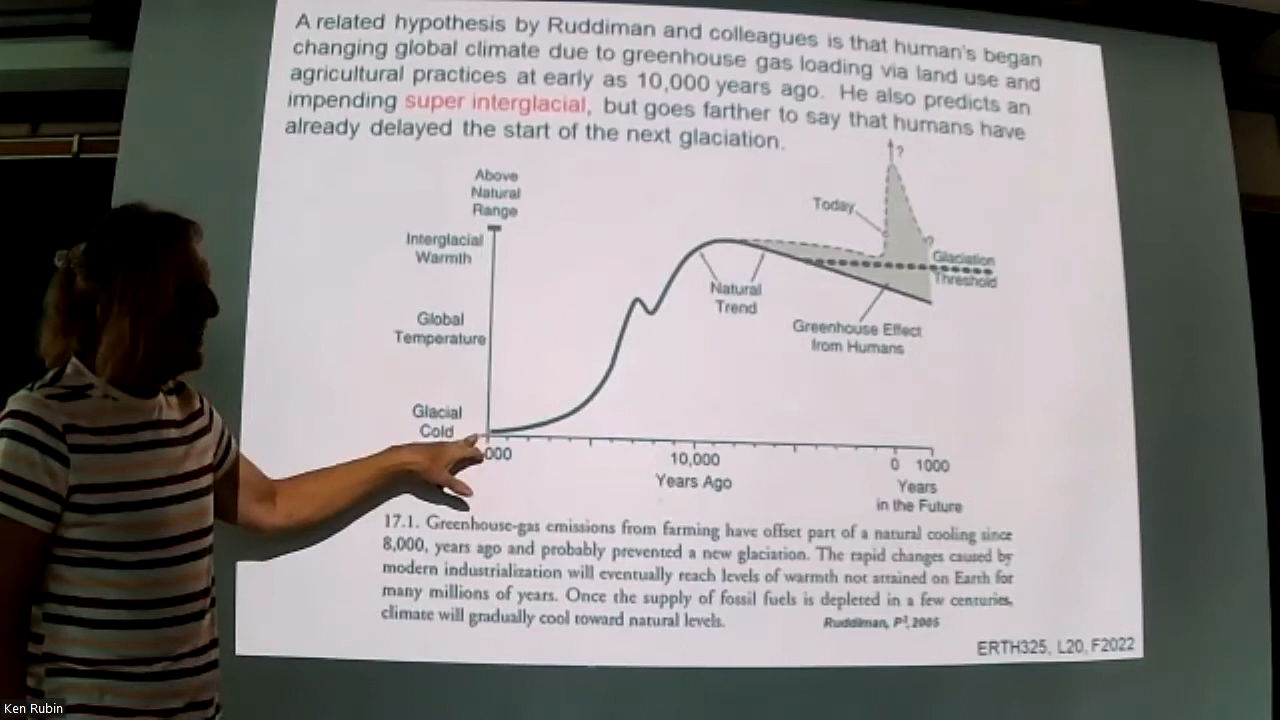 A related hypothesis by Ruddiman and colleagues is that human's began
changing global climate due to greenhouse gas loading via land use and
agricultural practices at early as 10,000 years ago. He also predicts an
impending super interglacial, but goes farther to say that humans have
already delayed the start of the next glaciation.
?
Above
Natural
Range
Today
Interglacial
Warmth
?
Glaciation
Threshold
Natural
Trend
Global
Temperature
Greenhouse Effect
from Humans
Glacial
Cold
000
10,000
0 1000
Years Ago
Years
in the Future
17.1. Greenhouse-gas emissions from farming have offset part of a natural cooling since
8,000, years ago and probably prevented a new glaciation. The rapid changes caused by
modern industrialization will eventually reach levels of warmth not attained on Earth for
many millions of years. Once the supply of fossil fuels is depleted in a few centuries,
climate will gradually cool toward natural levels.
Ruddiman, P³, 2005
ERTH325, L20, F2022
Ken Rubin